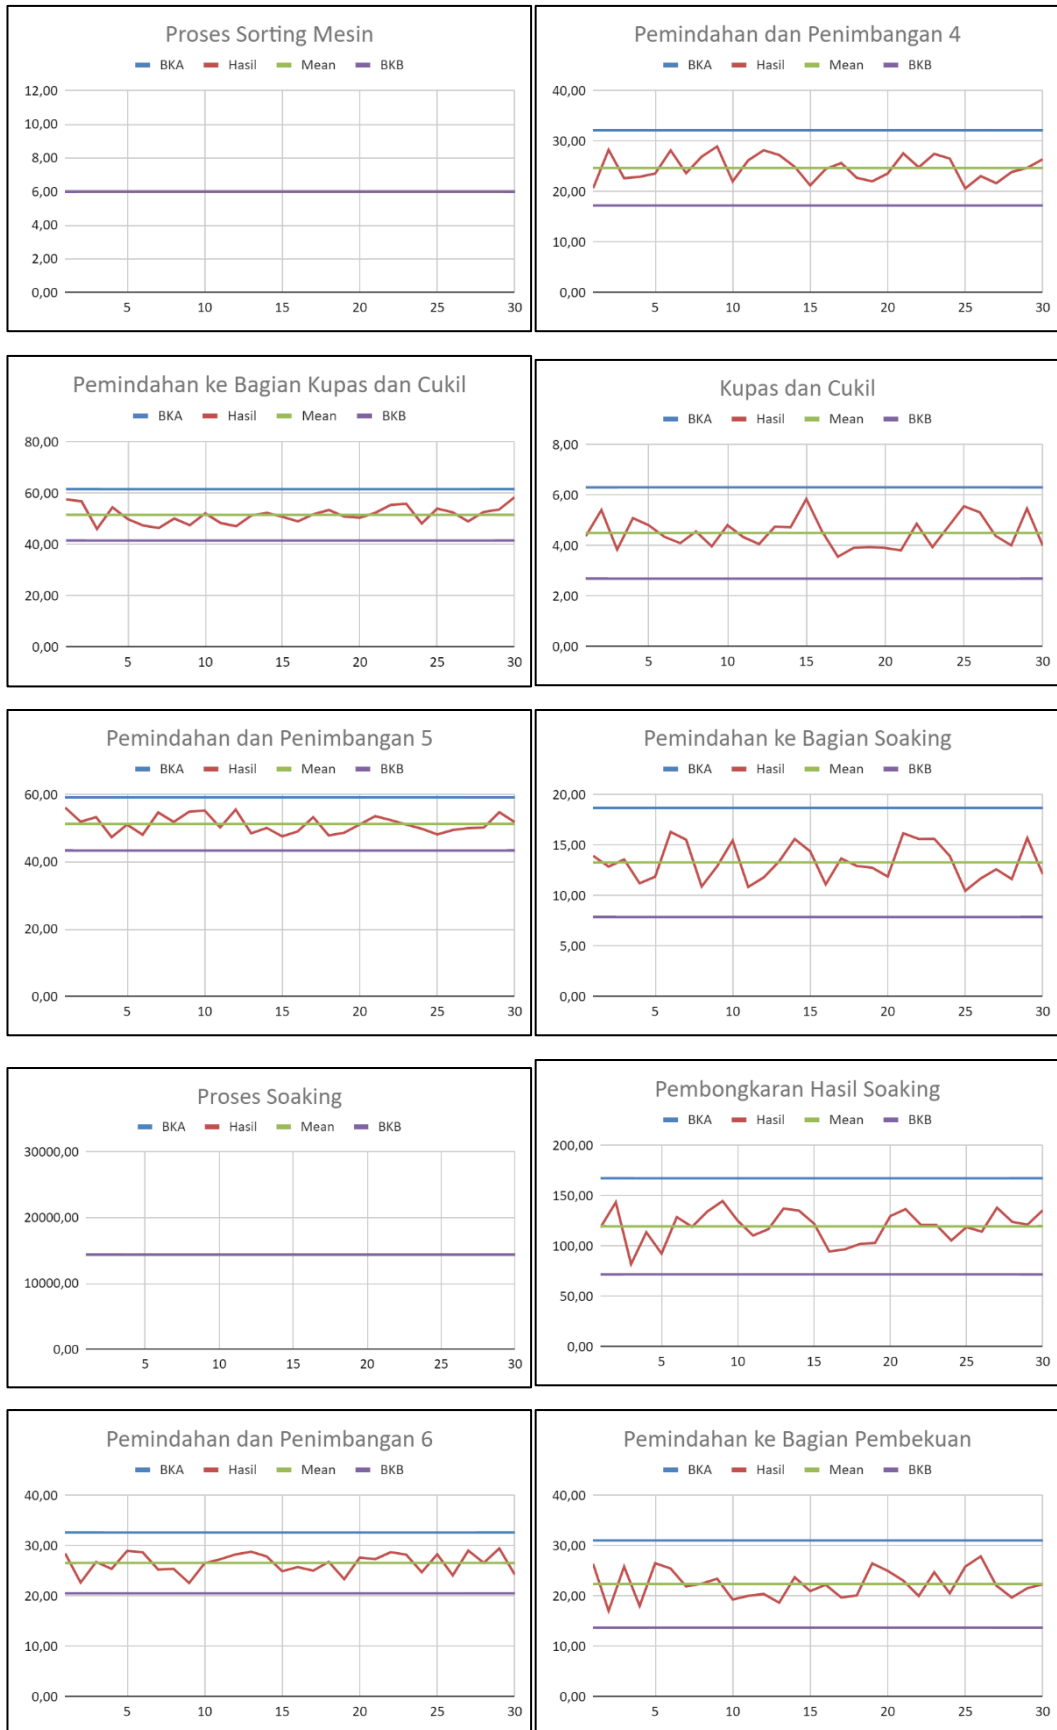 Proses Sorting Mesin
BKA Hasil Mean BKB
12,00
10,00
8,00
6,00
4,00
2,00
0,00
5 10 15 20 25 30
Pemindahan dan Penimbangan 4
BKA Hasil Mean BKB
40,00
30,00
20,00
10,00
0,00
5 10 15 20 25 30
Pemindahan ke Bagian Kupas dan Cukil
BKA Hasil Mean BKB
80,00
60,00
40,00
20,00
0,00
5 10 15 20 25 30
Kupas dan Cukil
BKA Hasil Mean BKB
8,00
6,00
4,00
2,00
0,00
5 10 15 20 25 30
Pemindahan dan Penimbangan 5
BKA Hasil Mean BKB
60,00
40,00
20,00
0,00
5 10 15 20 25 30
Pemindahan ke Bagian Soaking
BKA Hasil Mean BKB
20,00
15,00
10,00
5,00
0,00
5 10 15 20 25 30
Proses Soaking
BKA Hasil Mean BKB
30000,00
20000,00
10000,00
0,00
5 10 15 20 25 30
Pembongkaran Hasil Soaking
BKA Hasil Mean BKB
200,00
150,00
100,00
50,00
0,00
5 10 15 20 25 30
Pemindahan dan Penimbangan 6
BKA Hasil Mean BKB
40,00
30,00
20,00
10,00
0,00
5 10 15 20 25 30
Pemindahan ke Bagian Pembekuan
BKA Hasil Mean BKB
40,00
30,00
20,00
10,00
0,00
5 10 15 20 25 30